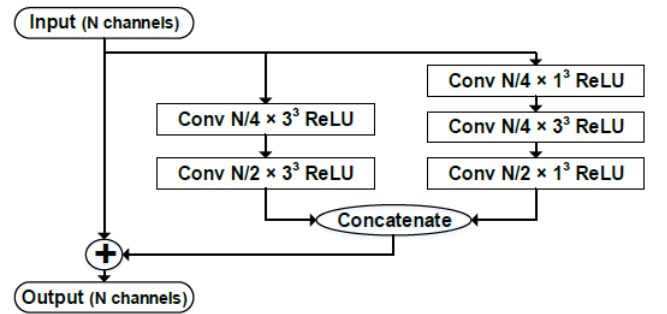 Input (N channels)
Conv N/4 × 1³ ReLU
Conv N/4 × 3³ ReLU
Conv N/4 × 3³ ReLU
Conv N/2 × 3³ ReLU
Conv N/2 × 1³ ReLU
Concatenate
+
Output (N channels)